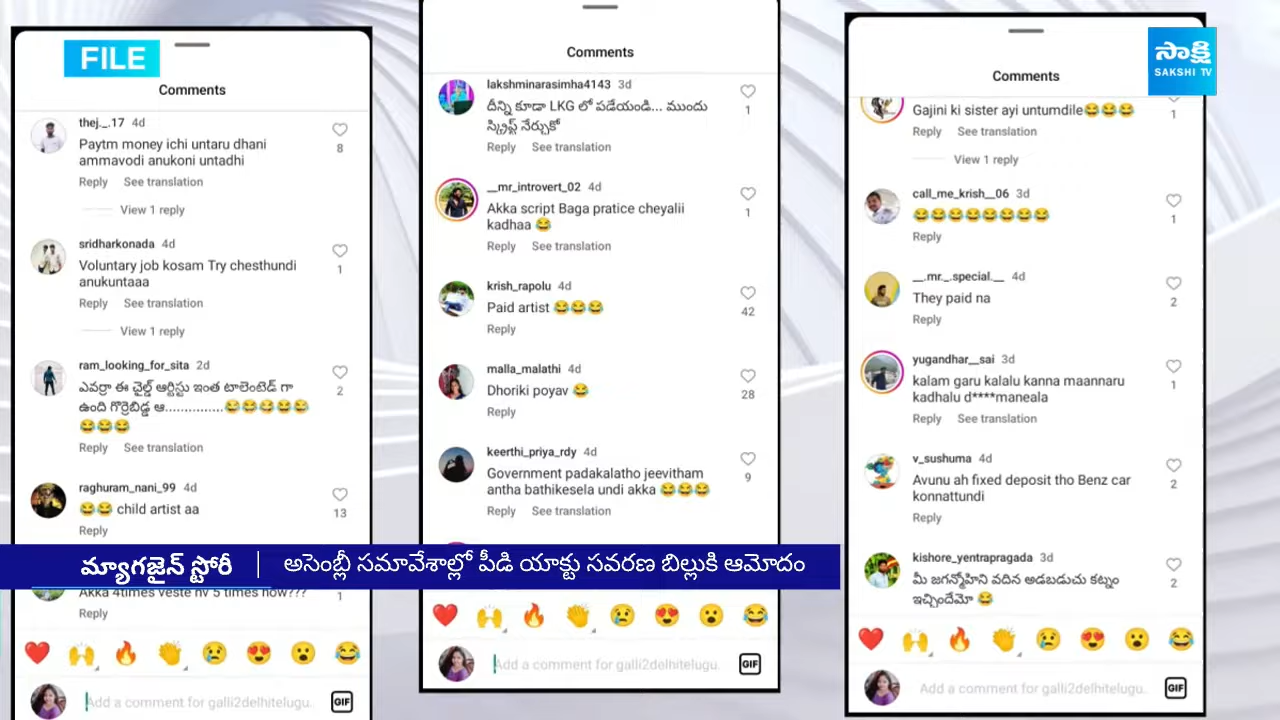 FILE
Comments
thej._.17 4d
Paytm money ichi untaru dhani
ammavodi anukoni untadhi
8
Reply See translation
View 1 reply
sridharkonada 4d
Voluntary job kosam Try chesthundi
anukuntaaa
1
Reply See translation
View 1 reply
ram_looking_for_sita 2d
ఎవర్రా ఈ చైల్డ్ ఆర్టిస్టు ఇంత టాలెంటెడ్ గా
ఉంది గొర్రెబిడ్డ ఆ...............😂😂😂😂😂
😂😂😂
2
Reply See translation
raghuram_nani_99 4d
😂😂 child artist aa
13
Reply
Akka 4times veste nv 5 times now???
1
Reply
❤️ 🙌 🔥 👏 😢 😍 😮 😂
Add a comment for galli2delhitelugu..
GIF
Comments
lakshminarasimha4143 3d
దీన్ని కూడా LKG లో పడేయండి... ముందు
స్క్రిప్ట్ నేర్చుకో
1
Reply See translation
__mr_introvert_02 4d
Akka script Baga pratice cheyalii
kadhaa 😂
1
Reply See translation
krish_rapolu 4d
Paid artist 😂😂😂
42
Reply
malla_malathi 4d
Dhoriki poyav 😂
28
Reply
keerthi_priya_rdy 4d
Government padakalatho jeevitham
antha bathikesela undi akka 😂😂😂
9
Reply See translation
❤️ 🙌 🔥 👏 😢 😍 😮 😂
Add a comment for galli2delhitelugu.
GIF
Comments
Gajini ki sister ayi untumdile😂😂😂
1
Reply See translation
View 1 reply
call_me_krish__06 3d
😂😂😂😂😂😂😂😂
1
Reply
__.mr._.special.__ 4d
They paid na
2
Reply
yugandhar__sai 3d
kalam garu kalalu kanna maannaru
kadhalu d****maneala
1
Reply See translation
v_sushuma 4d
Avunu ah fixed deposit tho Benz car
konnattundi
2
Reply
kishore_yentrapragada 3d
మీ జగన్మోహిని వదిన అడబడుచు కట్నం
ఇచ్చిందేమో 😂
2
Reply See translation
❤️ 🙌 🔥 👏 😢 😍 😮 😂
Add a comment for galli2delhitelugu..
GIF
సాక్షి
SAKSHI TV
మ్యాగజైన్ స్టోరీ | అసెంబ్లీ సమావేశాల్లో పీడి యాక్టు సవరణ బిల్లుకి ఆమోదం